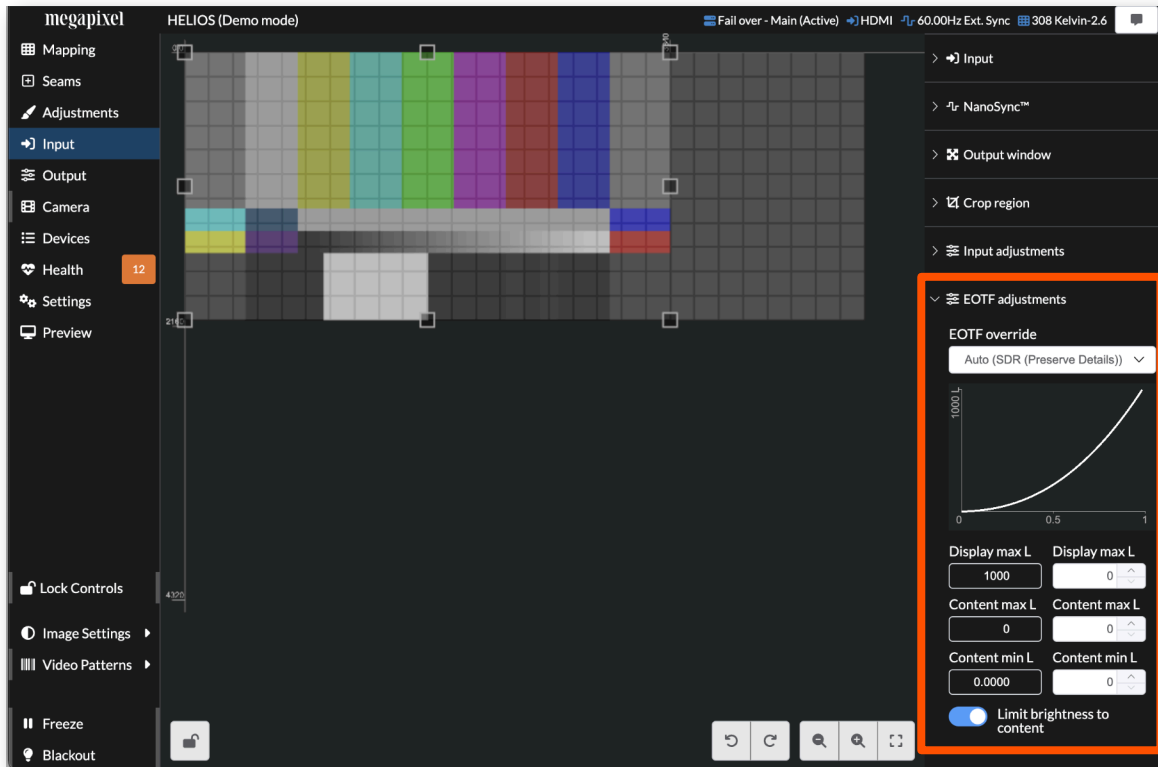 megapixel
HELIOS (Demo mode)
Fail over - Main (Active) HDMI 60.00Hz Ext. Sync 308 Kelvin-2.6
Mapping
Seams
Adjustments
Input
Output
Camera
Devices
Health 12
Settings
Preview
Lock Controls
Image Settings
Video Patterns
Freeze
Blackout
4320
Input
NanoSync™
Output window
Crop region
Input adjustments
EOTF adjustments
EOTF override
Auto (SDR (Preserve Details))
1000 L
0 0.5 1
Display max L Display max L
1000 0
Content max L Content max L
0 0
Content min L Content min L
0.0000 0
Limit brightness to
content